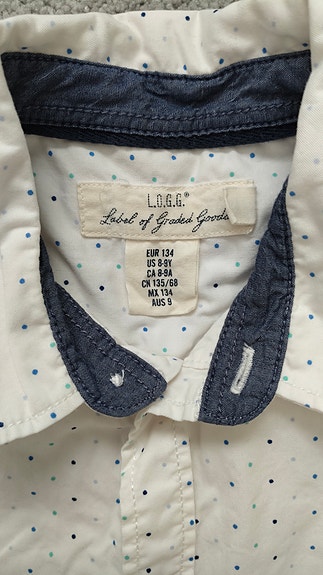 L.O.G.G.®
Label of Graded Goods
EUR 134
US 8-9Y
CA 8-9A
CN 135/68
MX 134
AUS 9